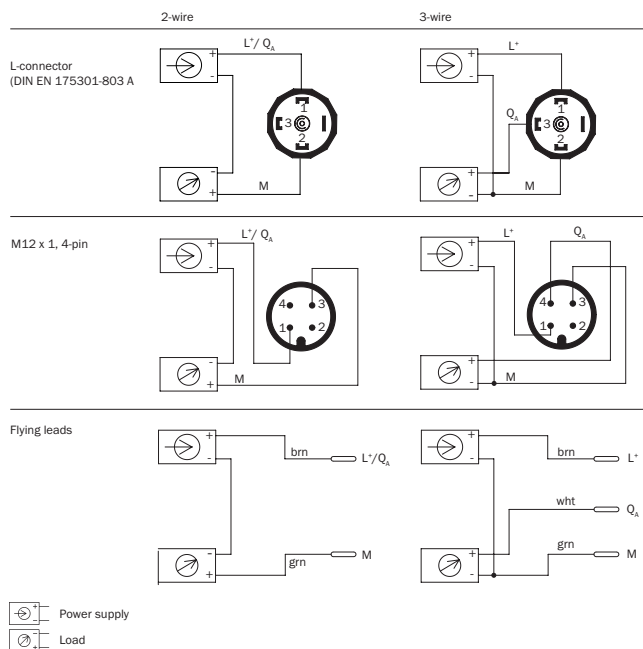 2-wire 3-wire
L-connector
(DIN EN 175301-803 A
+ L⁺/ Q_A
-
1
3
2
-
+ M
+ L⁺
-
1
Q_A 3
2
+
- M
M12 x 1, 4-pin
+ L⁺/ Q_A
-
4 3
1 2
-
+ M
+ L⁺ Q_A
-
4 3
1 2
+
- M
Flying leads
+ brn L⁺/Q_A
-
-
+ grn M
+ brn L⁺
-
wht Q_A
+ grn M
-
+
- Power supply
-
+ Load